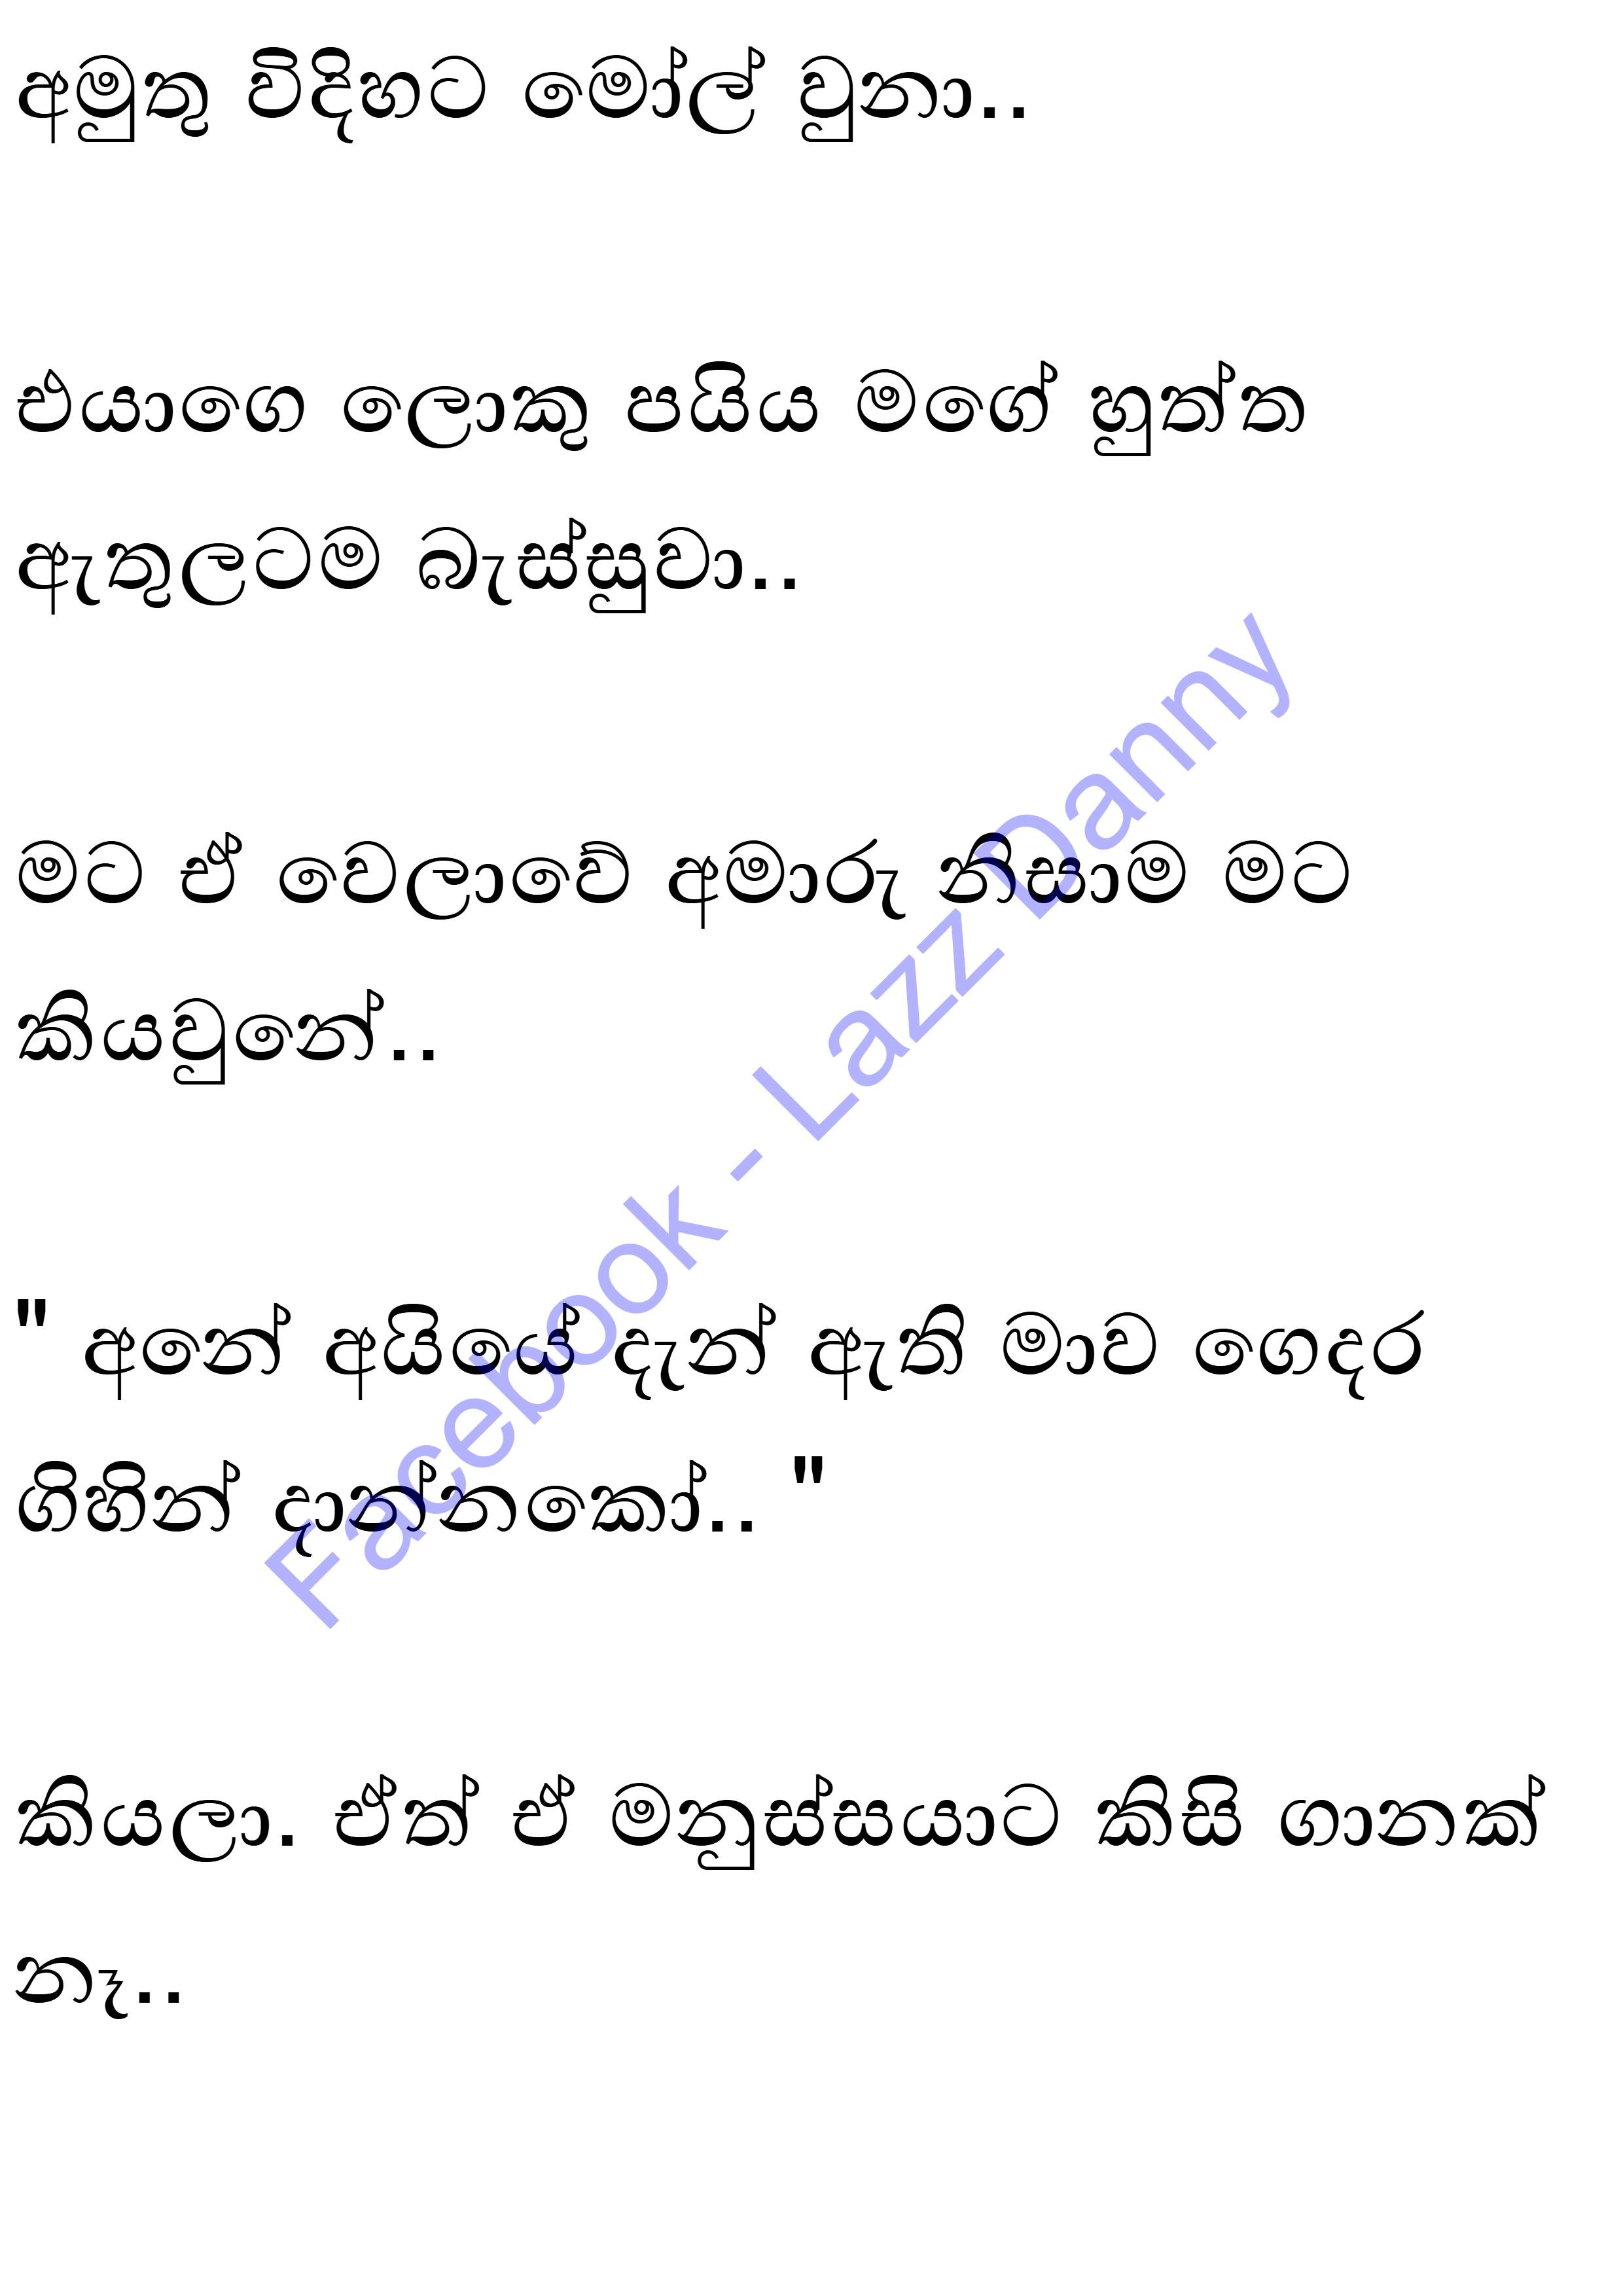 අමුතු විදිහට මෝල් වුනා..
එයාගෙ ලොකු පයිය මගේ හුත්ත
ඇතුලටම බැස්සුවා..
මට ඒ වෙලාවේ අමාරු නිසාම මට
කියවුනේ..
" අනේ අයියේ දැන් ඇති මාව ගෙදර
ගිහින් දාන්නකෝ.. "
කියලා. ඒත් ඒ මනුස්සයාට කිසි ගානක්
නෑ..
Facebook - Lazz Danny